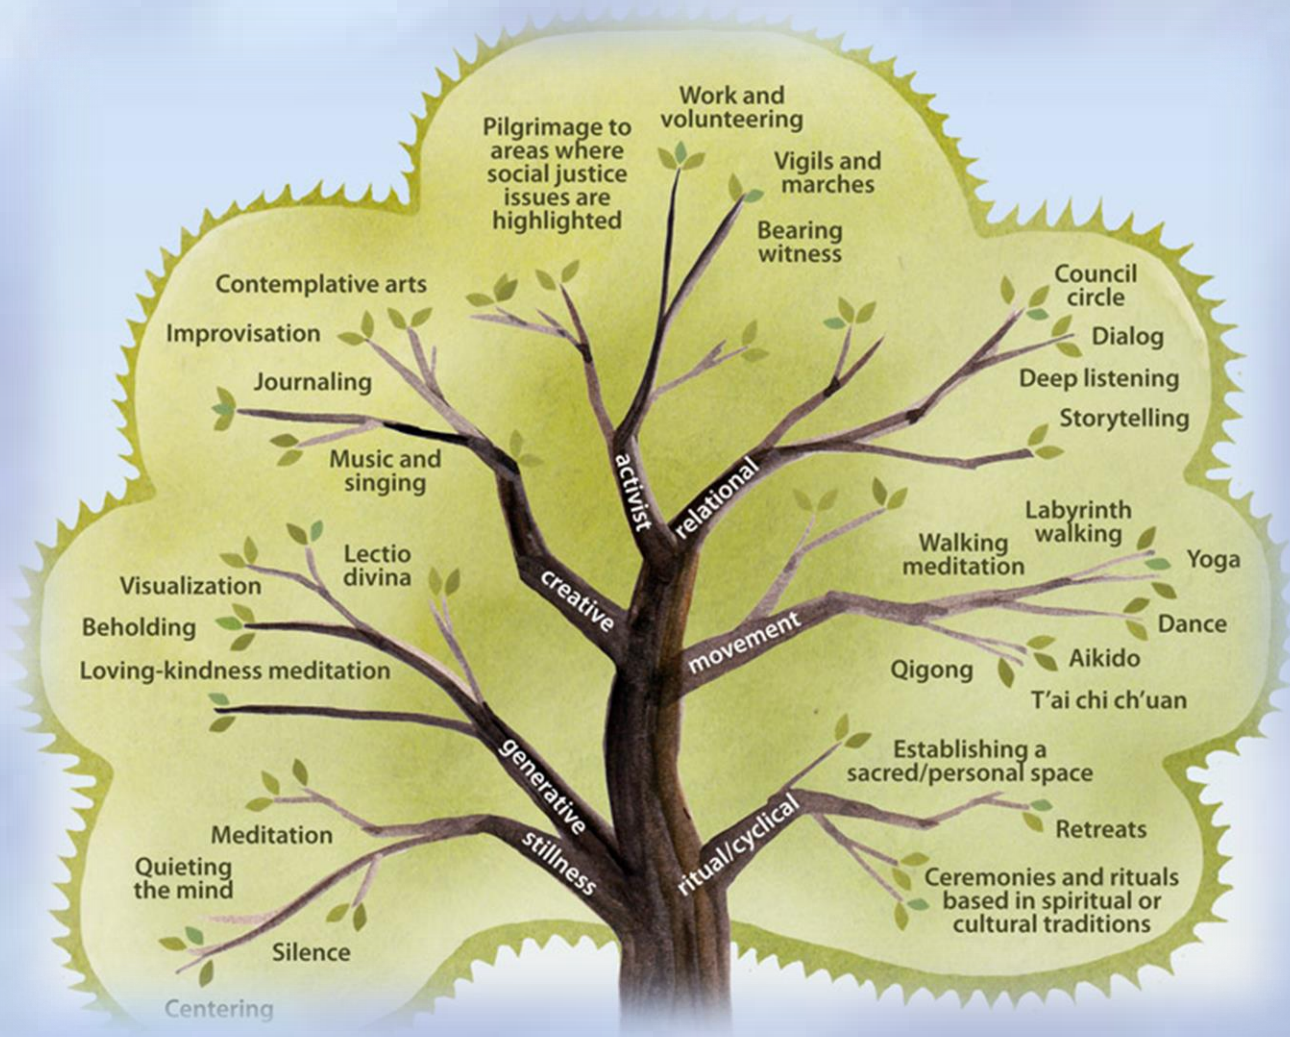 Work and
volunteering
Pilgrimage to
areas where
social justice
issues are
highlighted
Vigils and
marches
Bearing
witness
Contemplative arts
Improvisation
Journaling
Music and
singing
Council
circle
Dialog
Deep listening
Storytelling
activist
relational
creative
movement
Labyrinth
walking
Walking
meditation
Yoga
Dance
Aikido
Qigong
T'ai chi ch'uan
Lectio
divina
Visualization
Beholding
Loving-kindness meditation
generative
stillness
ritual/cyclical
Establishing a
sacred/personal space
Retreats
Ceremonies and rituals
based in spiritual or
cultural traditions
Meditation
Quieting
the mind
Silence
Centering